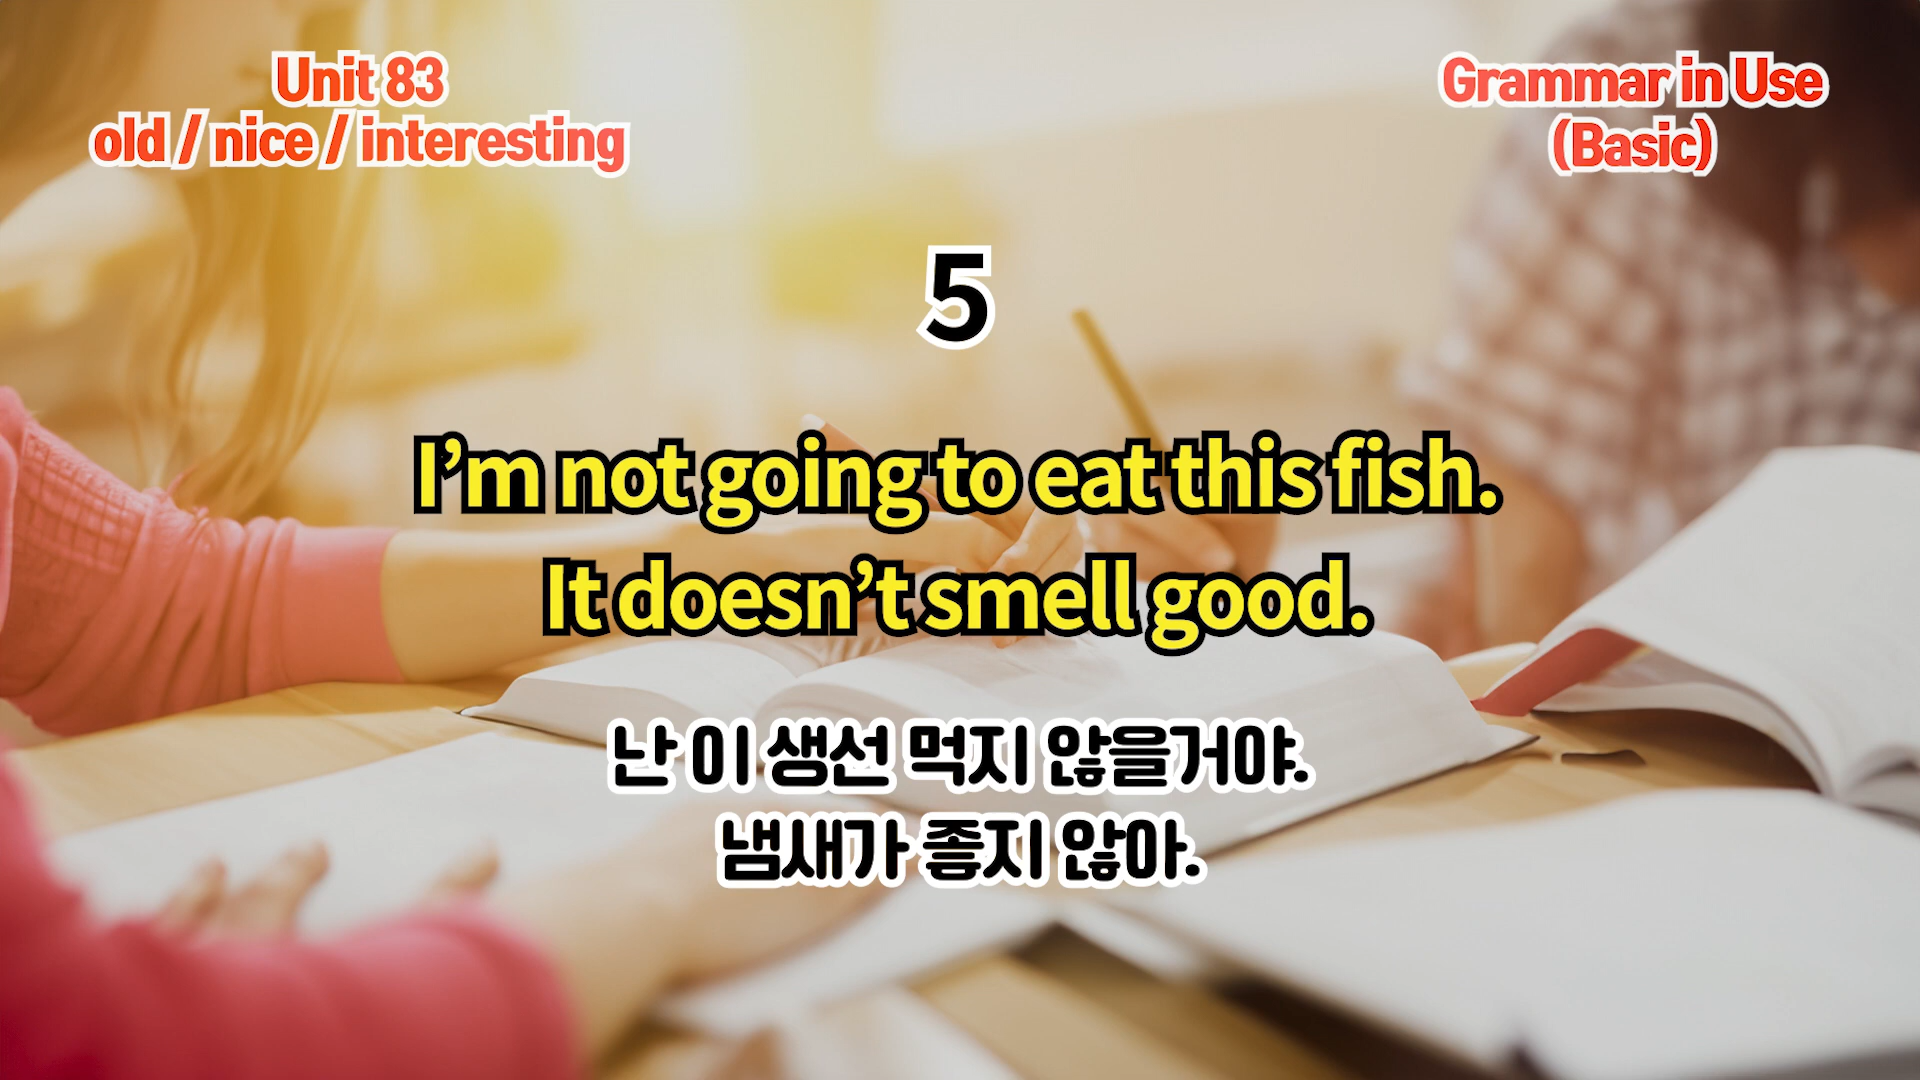 Unit 83
old / nice / interesting
Grammar in Use
(Basic)
5
I’m not going to eat this fish.
It doesn’t smell good.
난 이 생선 먹지 않을거야.
냄새가 좋지 않아.